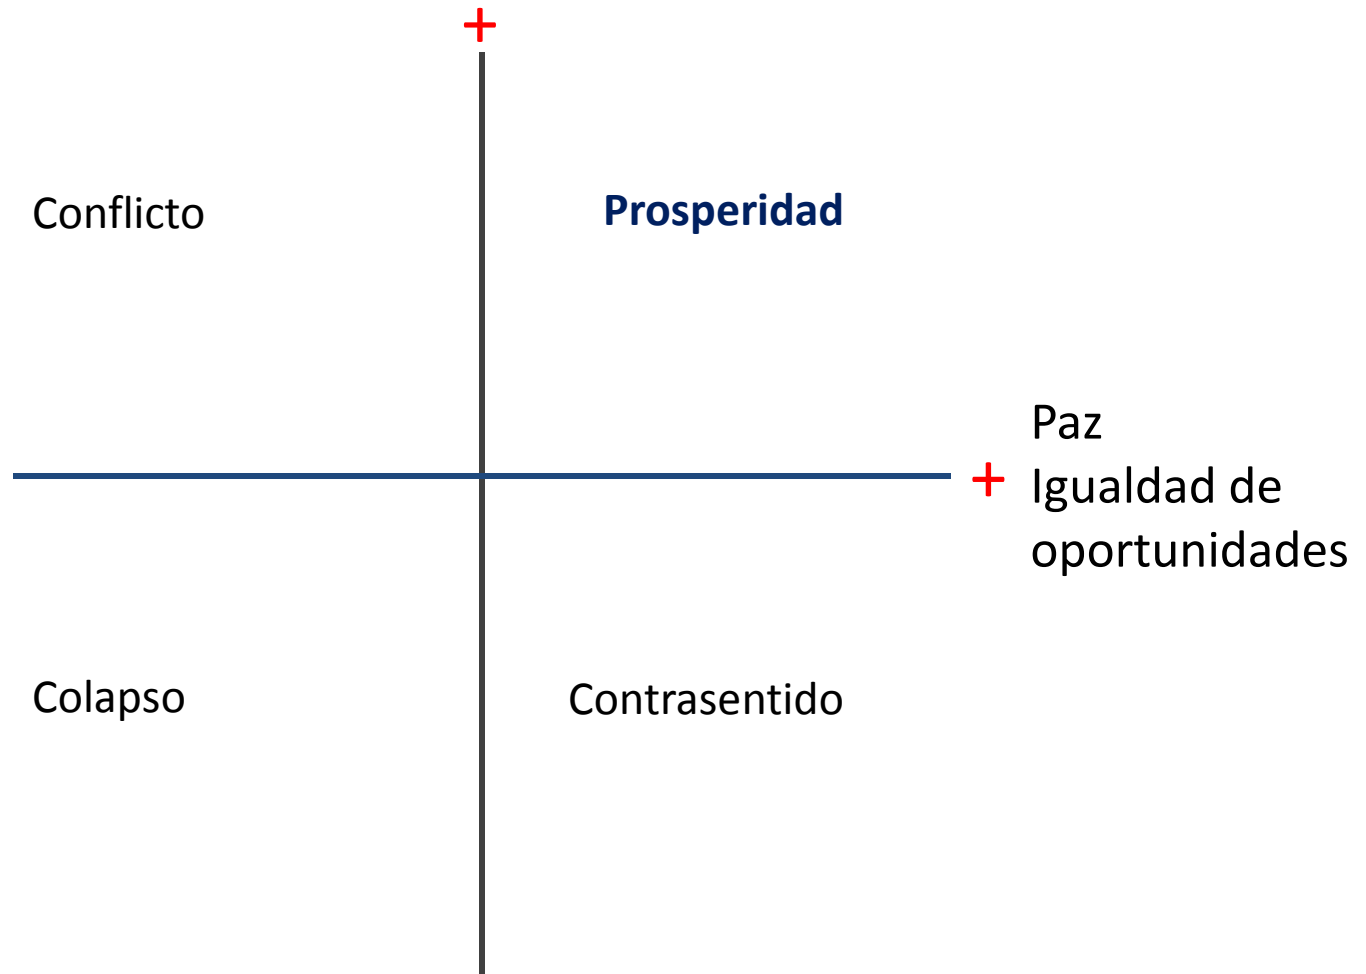 +
Conflicto
Prosperidad
+
Paz
Igualdad de
oportunidades
Colapso
Contrasentido